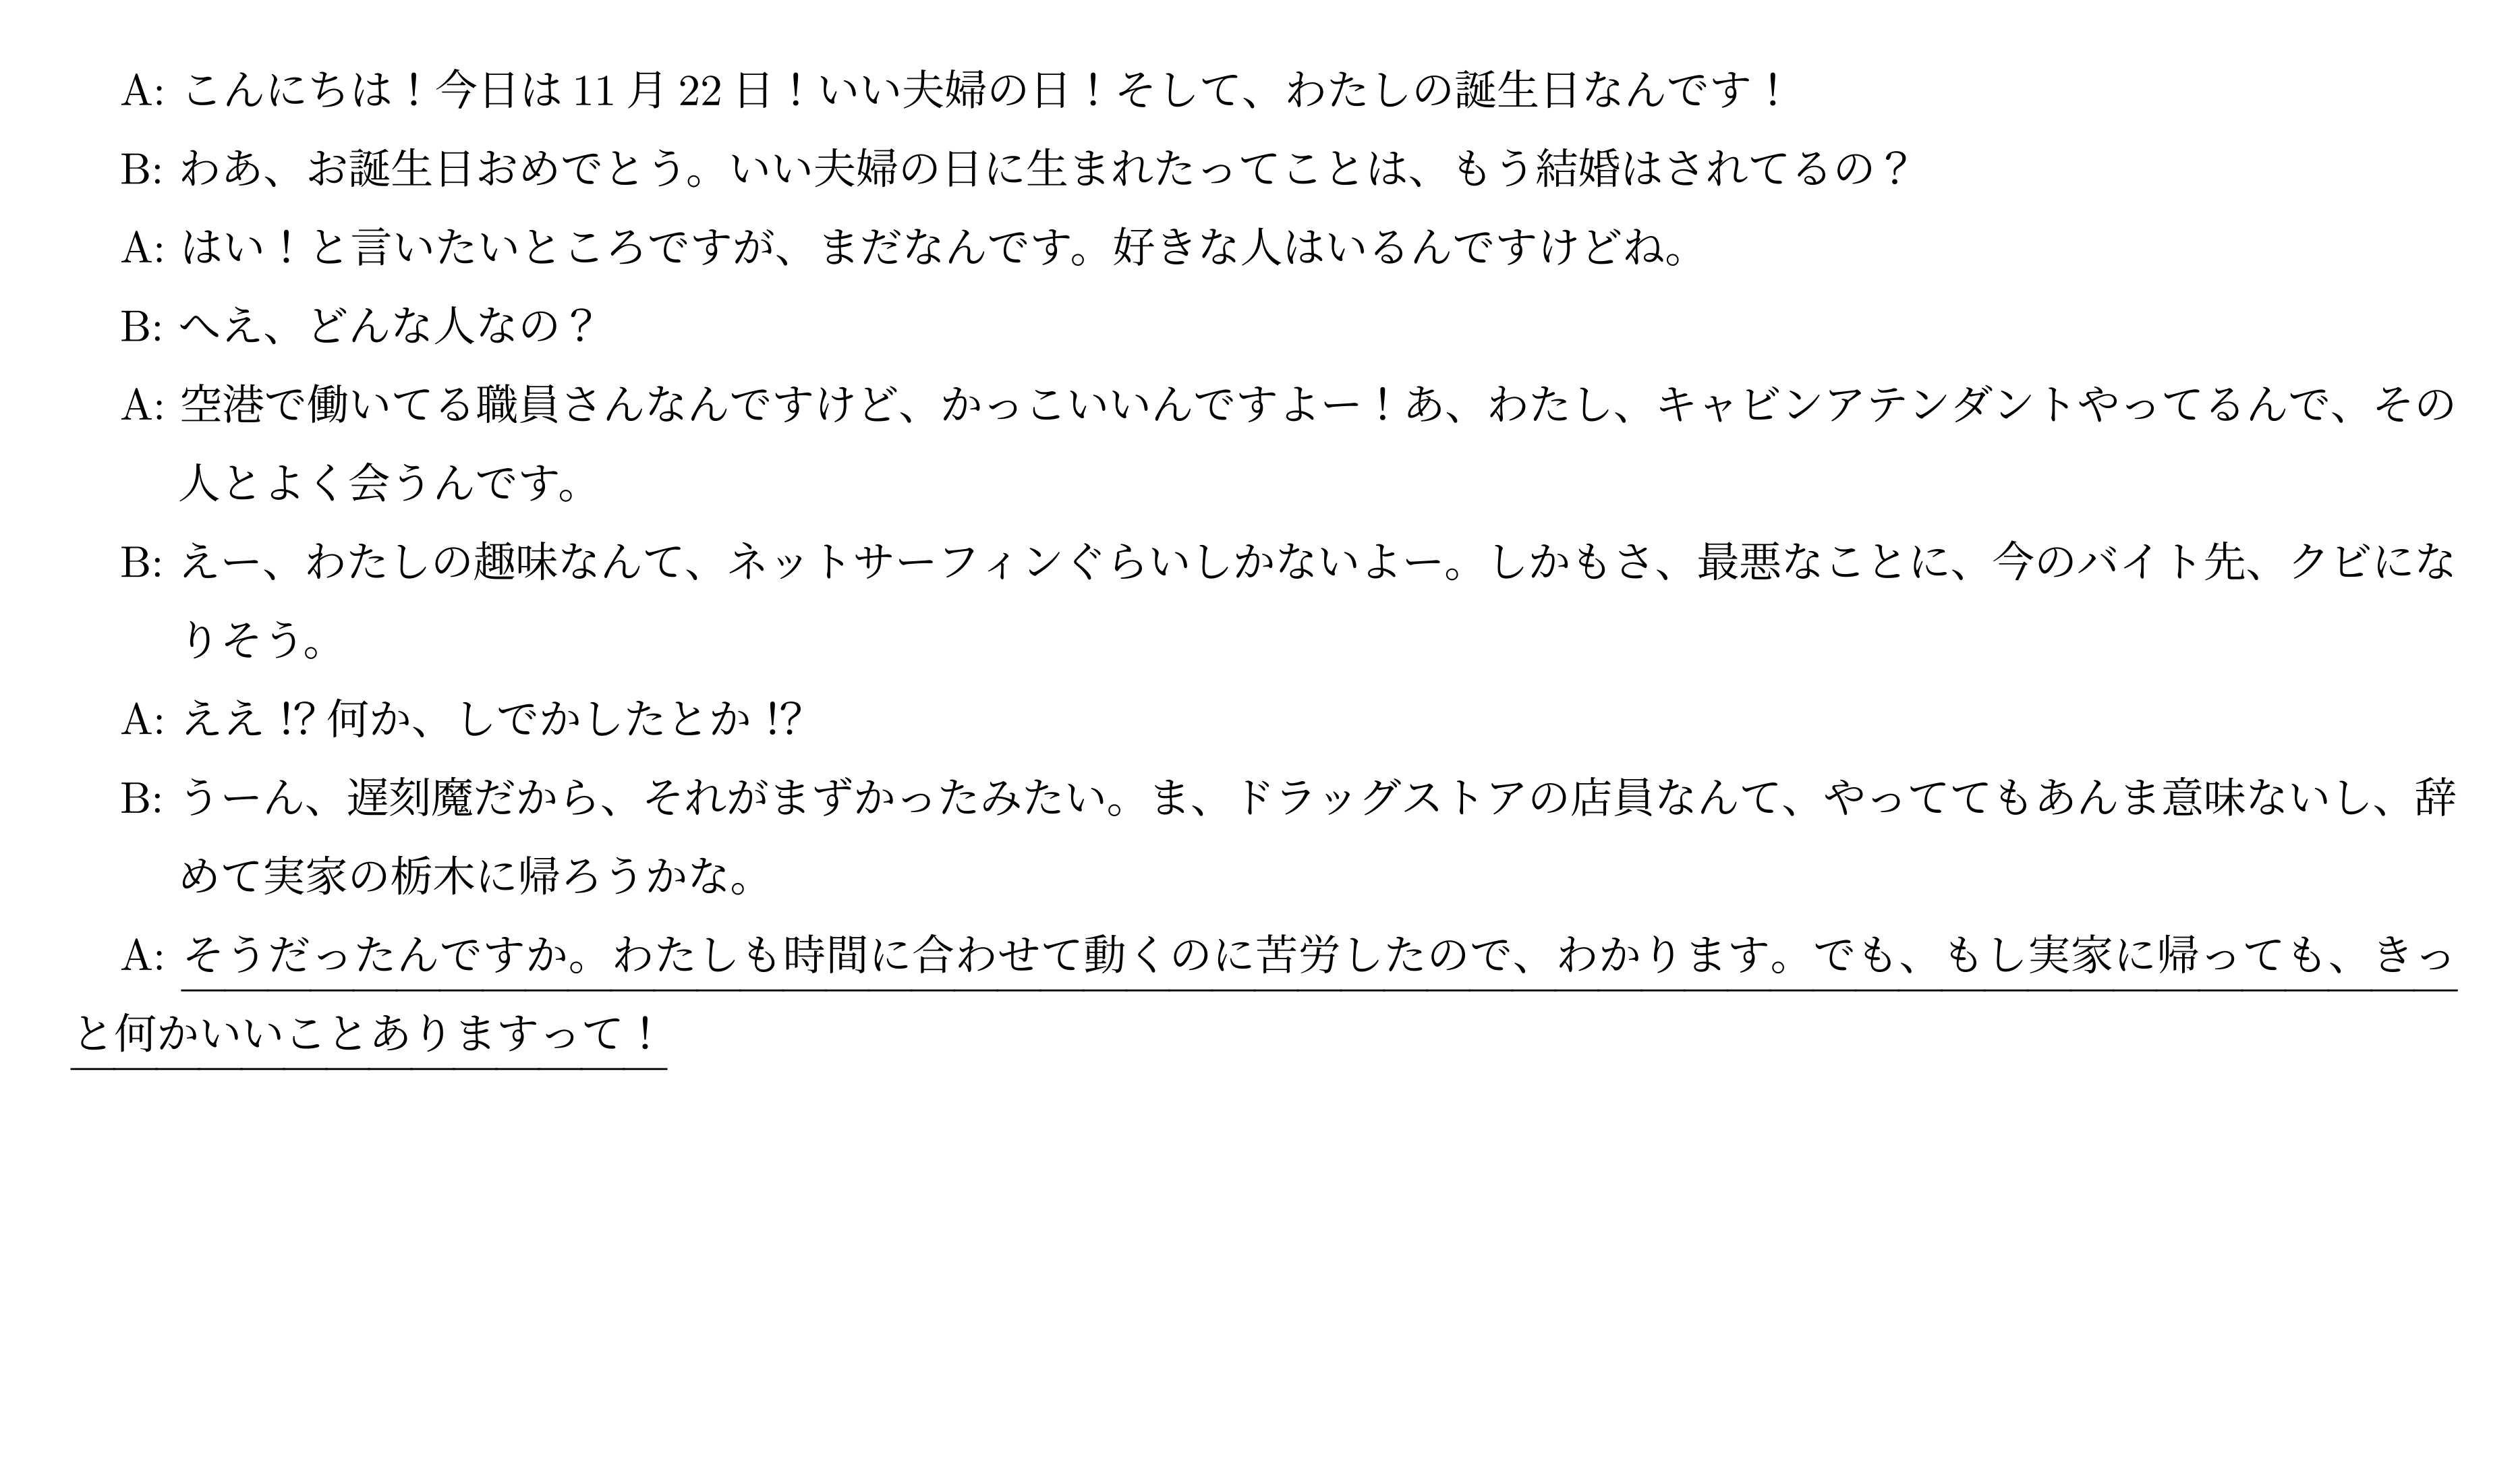 A: こんにちは！今日は 11 月 22 日！いい夫婦の日！そして、わたしの誕生日なんです！
B: わあ、お誕生日おめでとう。いい夫婦の日に生まれたってことは、もう結婚はされてるの？
A: はい！と言いたいところですが、まだなんです。好きな人はいるんですけどね。
B: へえ、どんな人なの？
A: 空港で働いてる職員さんなんですけど、かっこいいんですよー！あ、わたし、キャビンアテンダントやってるんで、その
人とよく会うんです。
B: えー、わたしの趣味なんて、ネットサーフィンぐらいしかないよー。しかもさ、最悪なことに、今のバイト先、クビにな
りそう。
A: ええ !? 何か、しでかしたとか !?
B: うーん、遅刻魔だから、それがまずかったみたい。ま、ドラッグストアの店員なんて、やっててもあんま意味ないし、辞
めて実家の栃木に帰ろうかな。
A: そうだったんですか。わたしも時間に合わせて動くのに苦労したので、わかります。でも、もし実家に帰っても、きっ
と何かいいことありますって！